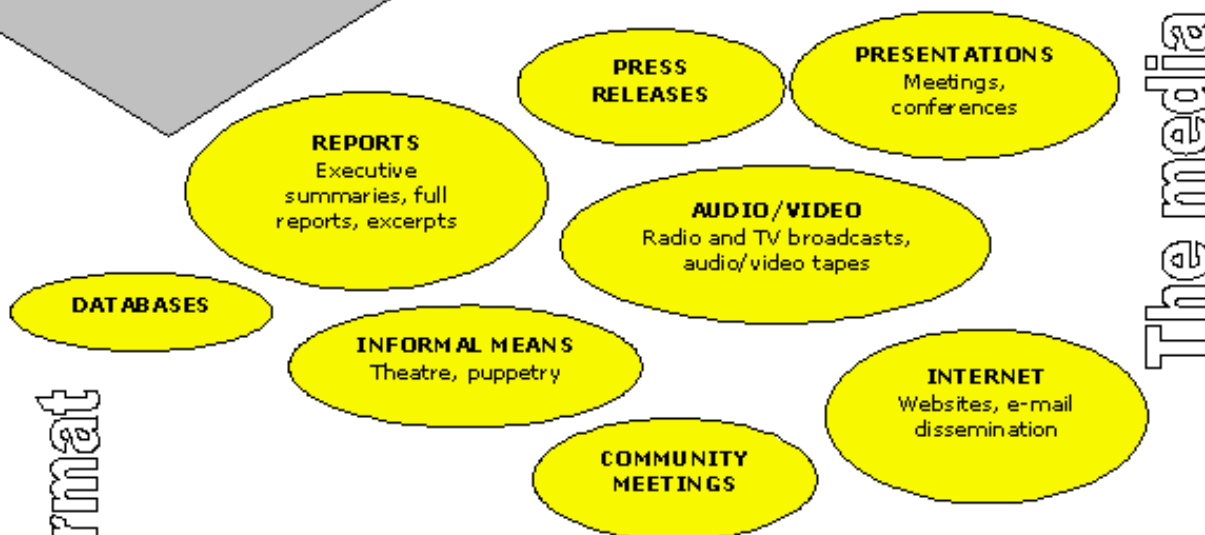 PRESS
RELEASES
PRESENTATIONS
Meetings,
conferences
The media
REPORTS
Executive
summaries, full
reports, excerpts
AUDIO/VIDEO
Radio and TV broadcasts,
audio/video tapes
DATABASES
INFORMAL MEANS
Theatre, puppetry
INTERNET
Websites, e-mail
dissemination
COMMUNITY
MEETINGS
rmat